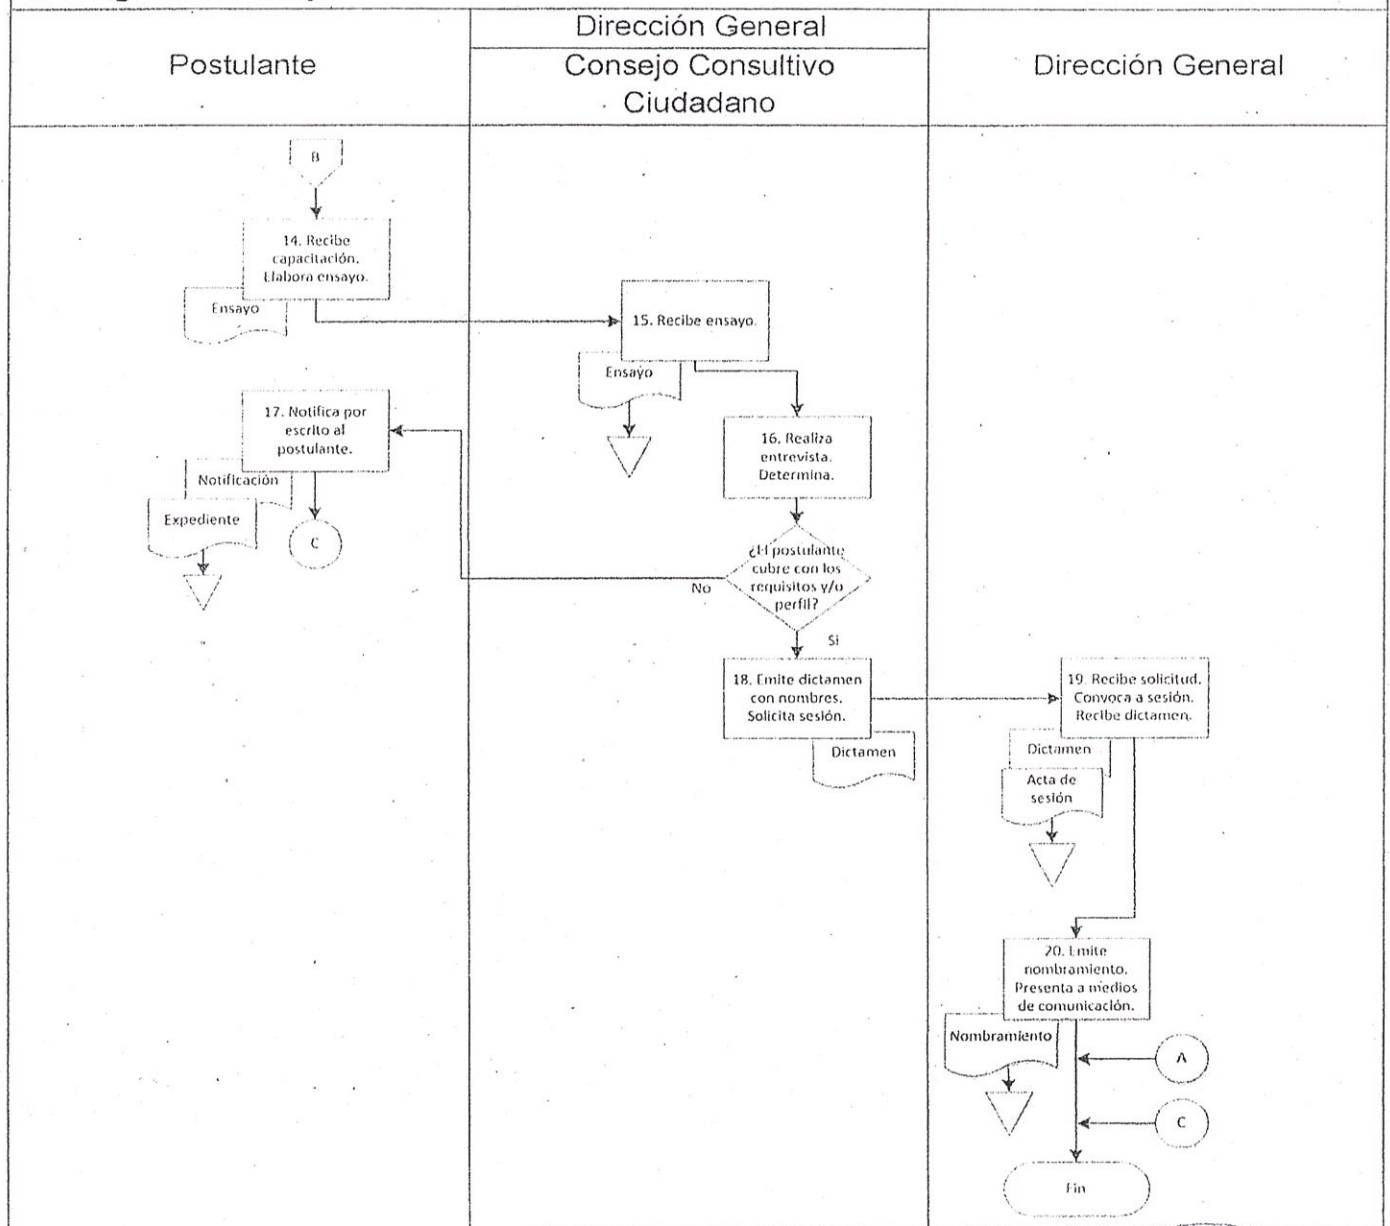 Postulante
Dirección General
Consejo Consultivo
Ciudadano
Dirección General
B
14. Recibe
capacitación.
Elabora ensayo.
Ensayo
15. Recibe ensayo.
Ensayo
16. Realiza
entrevista.
Determina.
17. Notifica por
escrito al
postulante.
Notificación
Expediente
C
¿El postulante
cubre con los
requisitos y/o
perfil?
No
Si
18. Emite dictamen
con nombres.
Solicita sesión.
Dictamen
19. Recibe solicitud.
Convoca a sesión.
Recibe dictamen.
Dictamen
Acta de
sesión
20. Emite
nombramiento.
Presenta a medios
de comunicación.
Nombramiento
A
C
Fin